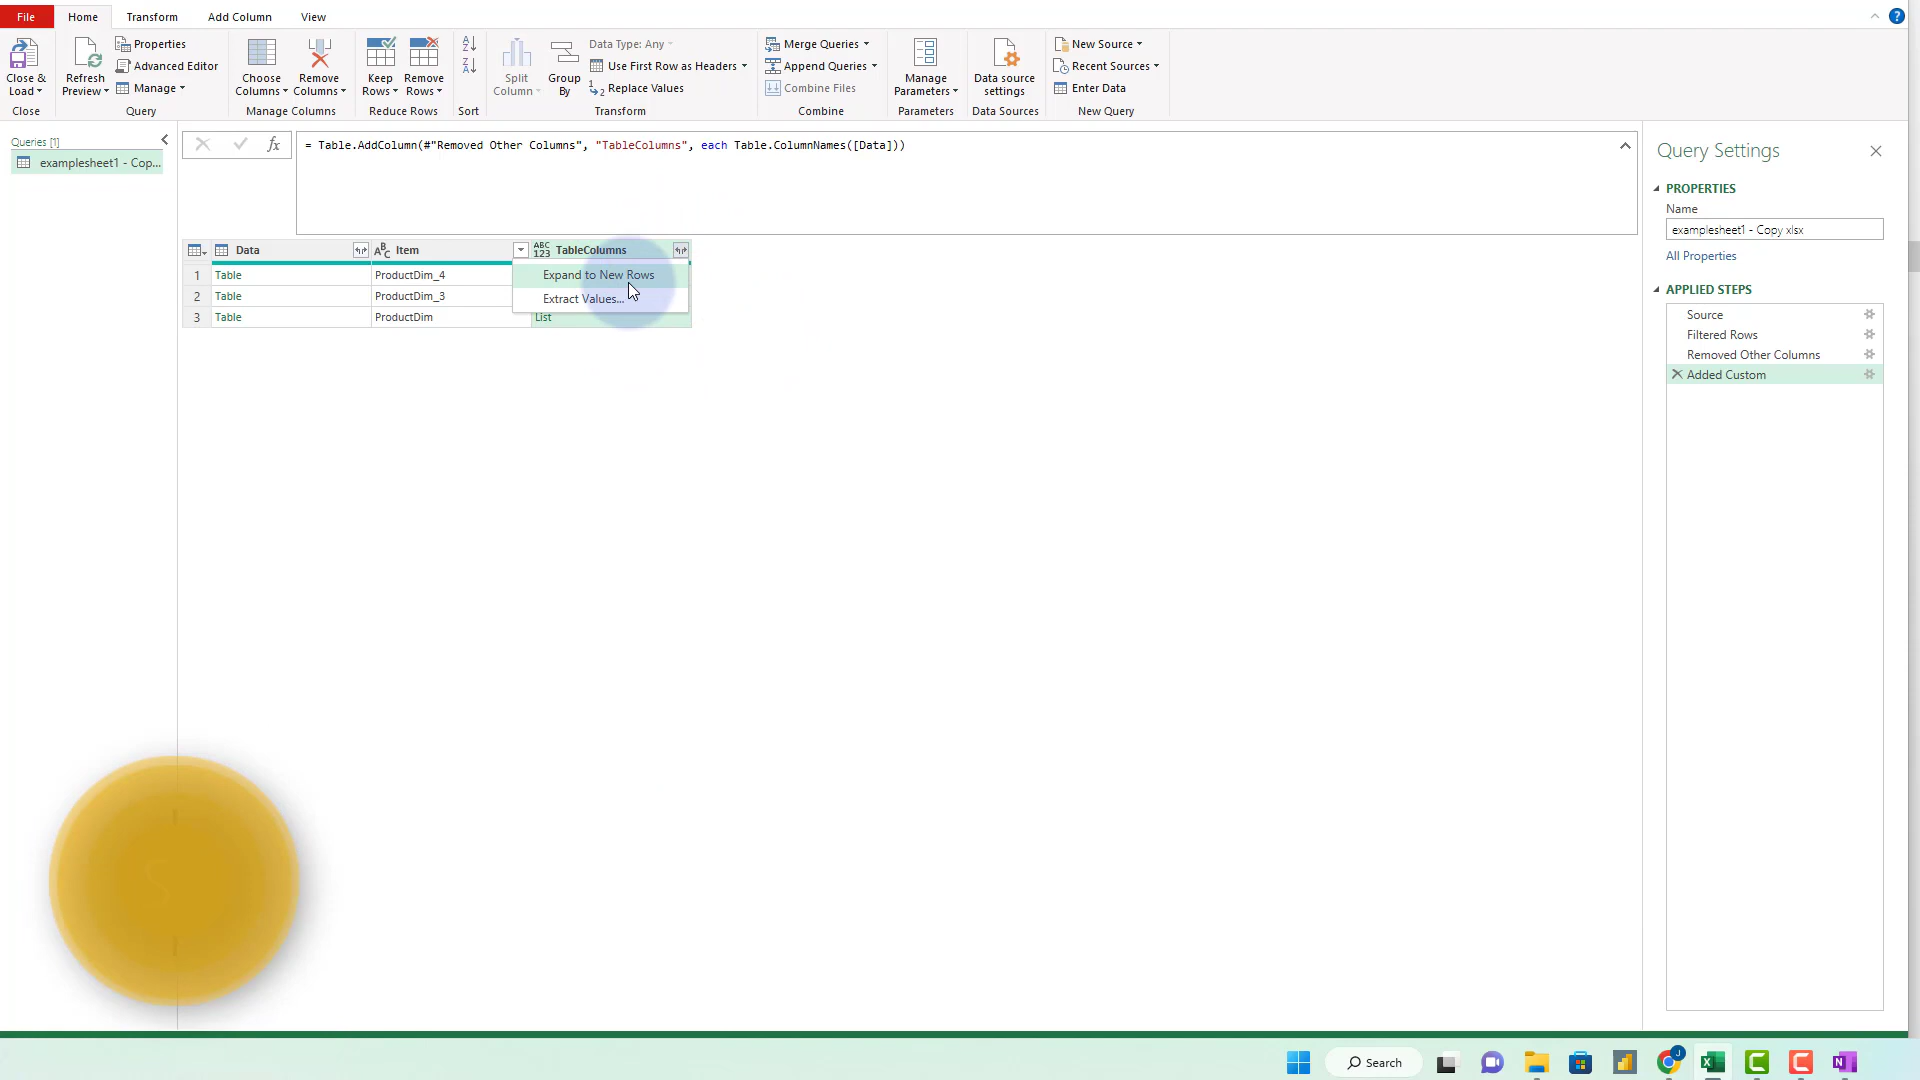 File Home Transform Add Column View
Close & Load
Refresh Preview
Properties
Advanced Editor
Manage
Choose Columns
Remove Columns
Keep Rows
Remove Rows
A Z
Z A
Split Column
Group By
Data Type: Any
Use First Row as Headers
1 2 Replace Values
Merge Queries
Append Queries
Combine Files
Manage Parameters
Data source settings
New Source
Recent Sources
Enter Data
Close Query Manage Columns Reduce Rows Sort Transform Combine Parameters Data Sources New Query
Queries [1]
examplesheet1 - Cop...
fx = Table.AddColumn(#"Removed Other Columns", "TableColumns", each Table.ColumnNames([Data]))
Data ABC Item ABC 123 TableColumns
1 Table ProductDim_4
2 Table ProductDim_3
3 Table ProductDim List
Expand to New Rows
Extract Values...
Query Settings
PROPERTIES
Name
examplesheet1 - Copy xlsx
All Properties
APPLIED STEPS
Source
Filtered Rows
Removed Other Columns
Added Custom
S
Search